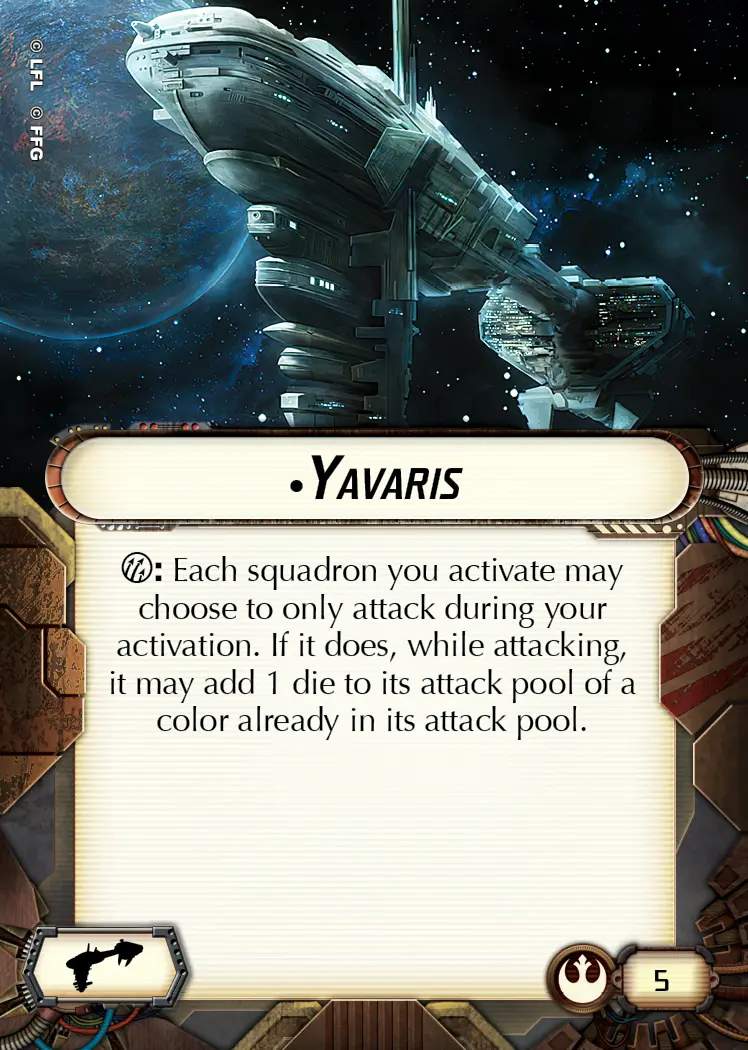 © LFL © FFG
•Yavaris
: Each squadron you activate may
choose to only attack during your
activation. If it does, while attacking,
it may add 1 die to its attack pool of a
color already in its attack pool.
5